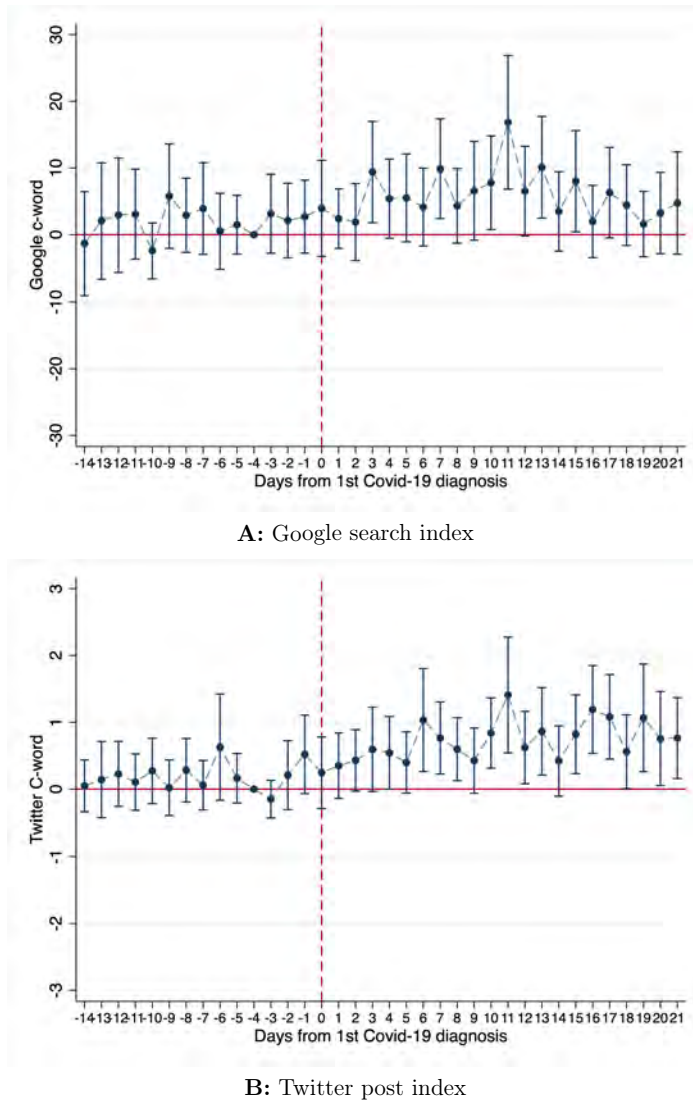 30
20
10
0
-10
-20
-30
Google c-word
-14 -13 -12 -11 -10 -9 -8 -7 -6 -5 -4 -3 -2 -1 0 1 2 3 4 5 6 7 8 9 10 11 12 13 14 15 16 17 18 19 20 21
Days from 1st Covid-19 diagnosis
A: Google search index
3
2
1
0
-1
-2
-3
Twitter C-word
-14 -13 -12 -11 -10 -9 -8 -7 -6 -5 -4 -3 -2 -1 0 1 2 3 4 5 6 7 8 9 10 11 12 13 14 15 16 17 18 19 20 21
Days from 1st Covid-19 diagnosis
B: Twitter post index